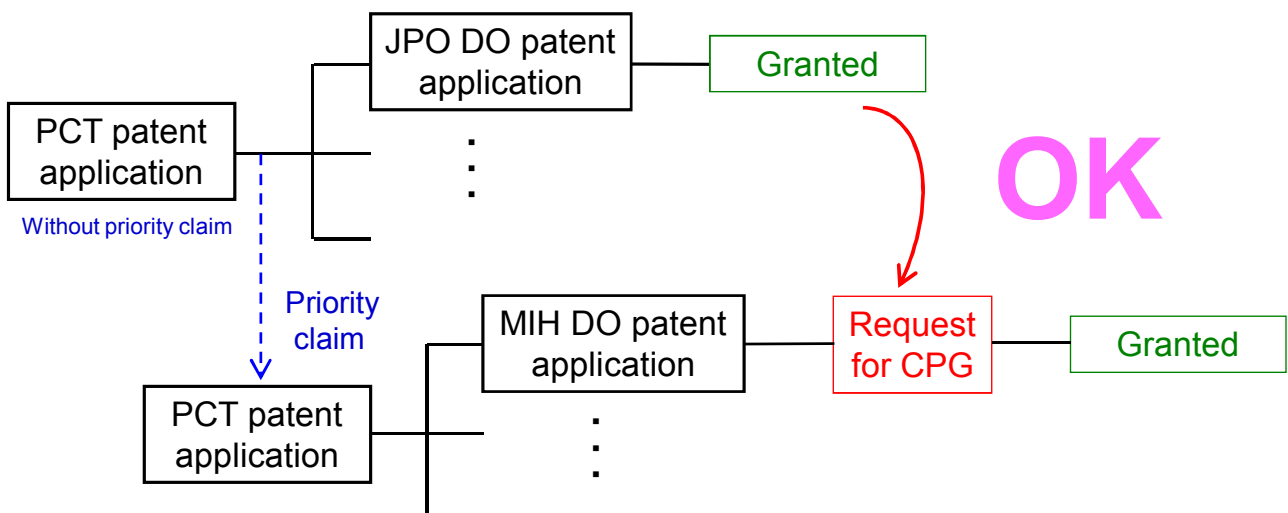 JPO DO patent
application
Granted
PCT patent
application
OK
Without priority claim
Priority
claim
MIH DO patent
application
Request
for CPG
Granted
PCT patent
application